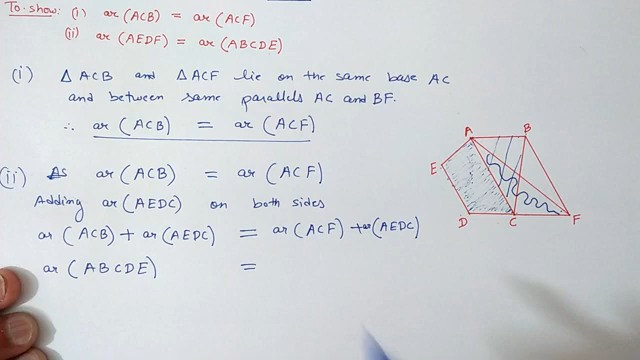 To show: (i) ar (ACB) = ar (ACF)
(ii) ar (AEDF) = ar (ABCDE)
(i) △ ACB and △ ACF lie on the same base AC
and between same parallels AC and BF.
∴ ar (ACB) = ar (ACF)
(ii) As ar (ACB) = ar (ACF)
Adding ar (AEDC) on both sides
ar (ACB) + ar (AEDC) = ar (ACF) + ar (AEDC)
ar (ABCDE) =
A B
E
D C F